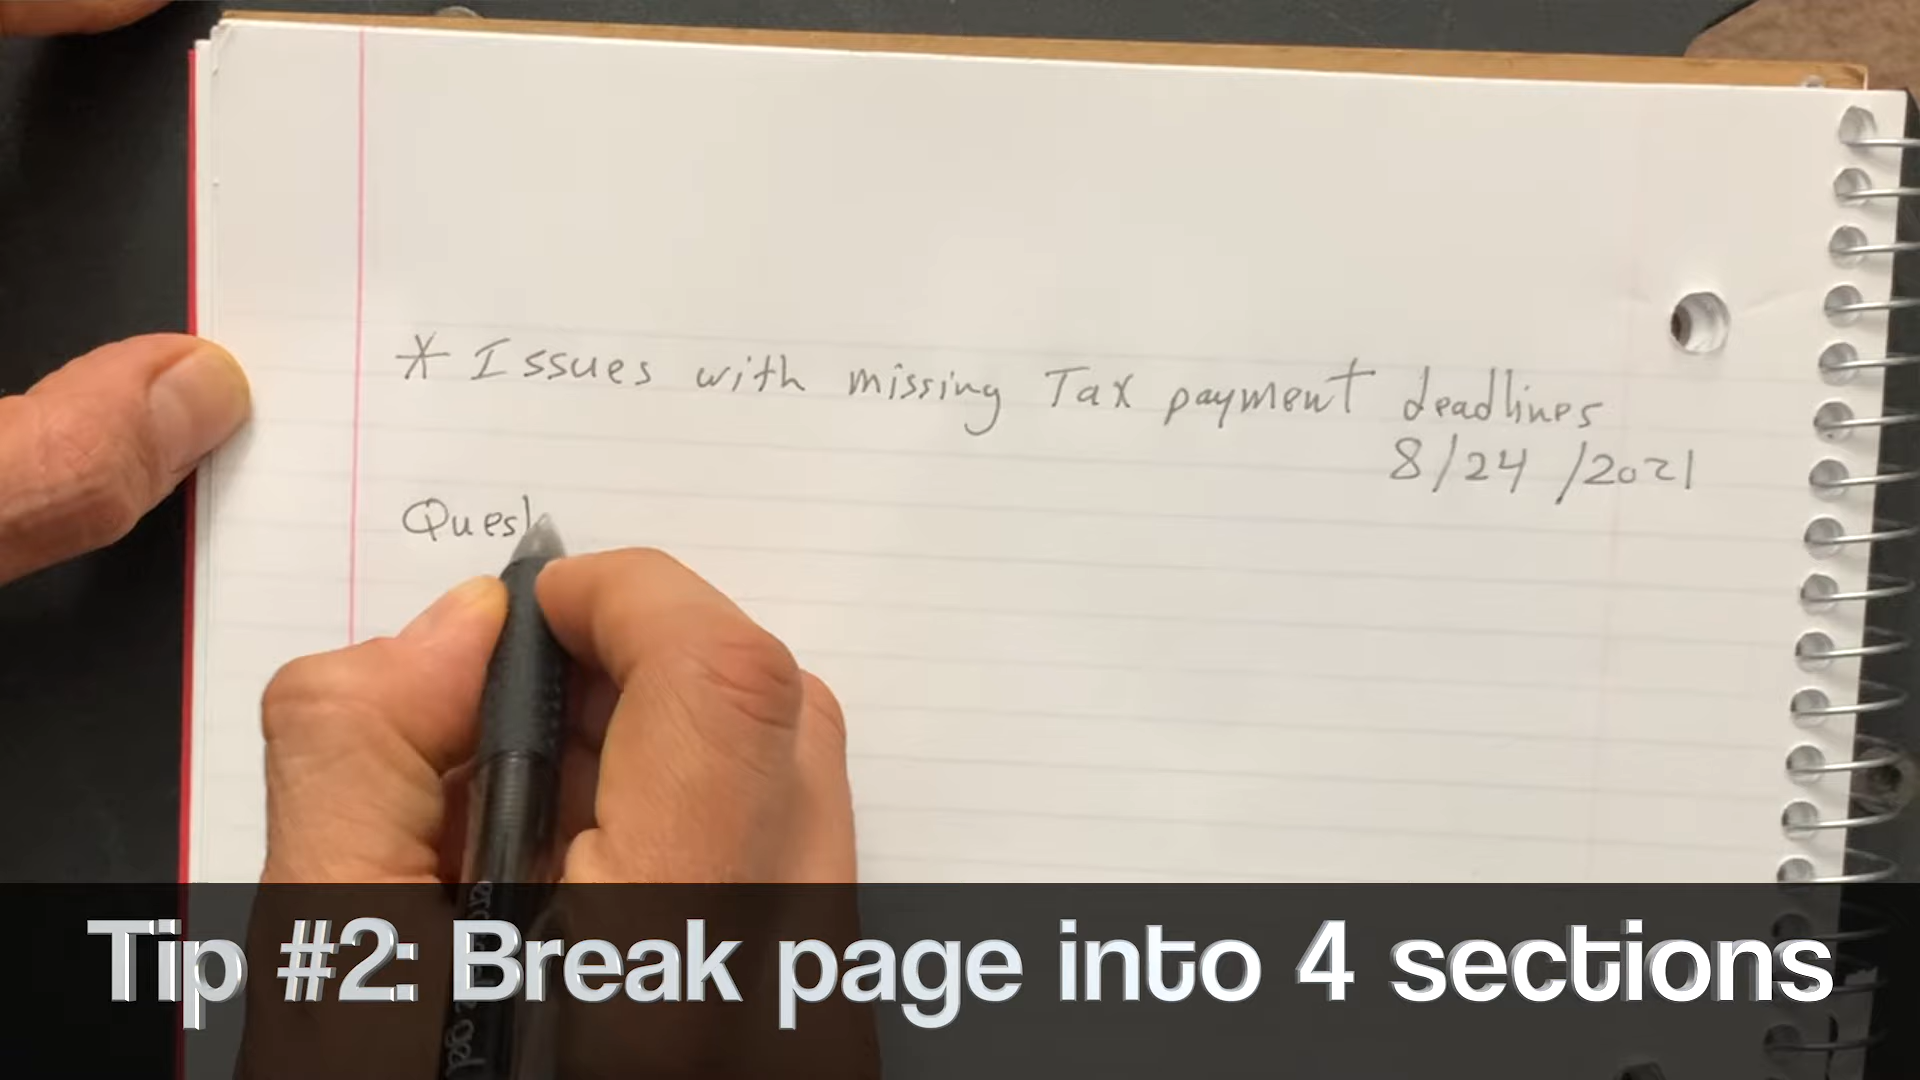 * Issues with missing Tax payment deadlines
8/24/2021
Quest
Tip #2: Break page into 4 sections